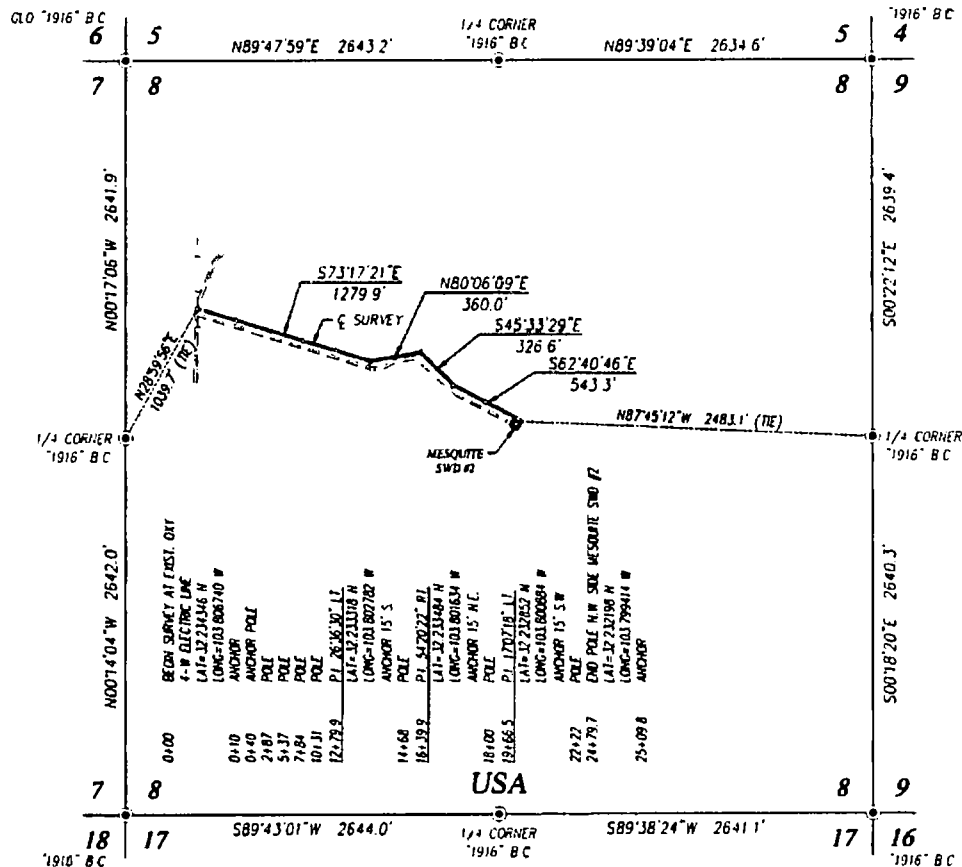 GLO "1916" B C
6 5
N89°47'59"E 2643.2'
1/4 CORNER
"1916" B C
N89°39'04"E 2634.6'
"1916" B C
5 4
7 8
8 9
N00°17'06"W 2641.9'
S00°22'12"E 2639.4'
S73°17'21"E
1279.9'
℄ SURVEY
N80°06'09"E
360.0'
S45°33'29"E
326.6'
S62°40'46"E
543.3'
N28°59'56"E
1039.7' (TIE)
N87°45'12"W 2483.1' (TIE)
1/4 CORNER
"1916" B C
1/4 CORNER
"1916" B C
MESQUITE
SWD #2
N00°14'04"W 2642.0'
S00°18'20"E 2640.3'
0+00 BEGIN SURVEY AT EXIST. OXY
4-W ELECTRIC LINE
LAT=32.234346 N
LONG=103.806740 W
0+10 ANCHOR
0+40 ANCHOR POLE
2+87 POLE
5+37 POLE
7+84 POLE
10+31 POLE
12+79.9 P.I. 26°36'30" LT
LAT=32.233318 N
LONG=103.802782 W
ANCHOR 15' S
14+68 POLE
16+39.9 P.I. 54°20'22" RT
LAT=32.233484 N
LONG=103.801634 W
ANCHOR 15' N.E.
18+00 POLE
19+66.5 P.I. 17°07'18" LT
LAT=32.232852 N
LONG=103.800884 W
ANCHOR 15' S W
22+22 POLE
24+79.7 END POLE N.W. SIDE MESQUITE SWD #2
LAT=32.232198 N
LONG=103.799414 W
25+09.8 ANCHOR
USA
7 8
8 9
18 17
"1916" B C
S89°43'01"W 2644.0'
1/4 CORNER
"1916" B C
S89°38'24"W 2641.1'
17 16
"1916" B C